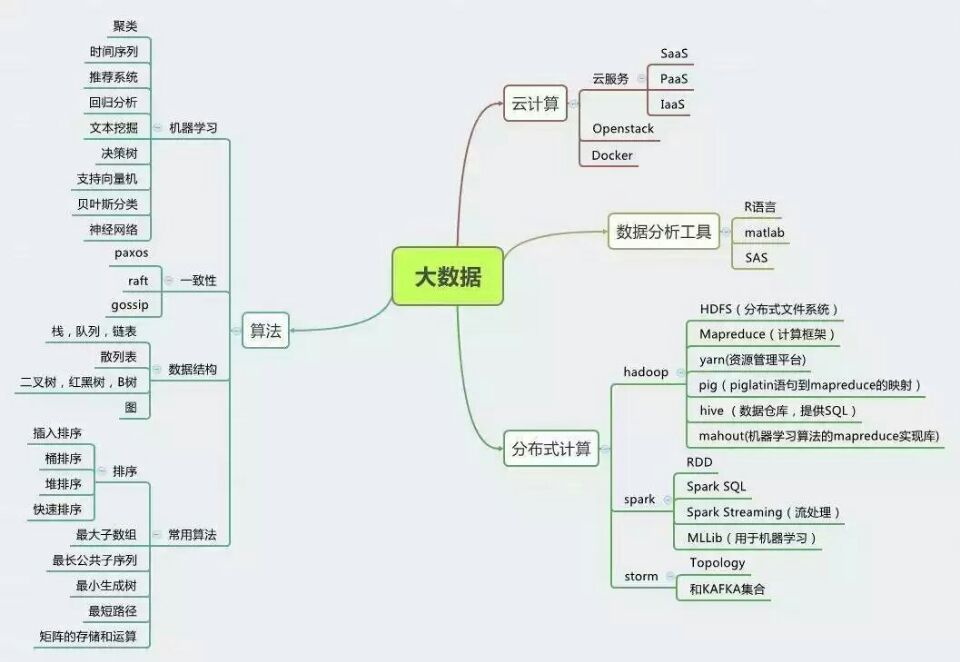 大数据
云计算
云服务
SaaS
PaaS
IaaS
Openstack
Docker
数据分析工具
R语言
matlab
SAS
分布式计算
hadoop
HDFS（分布式文件系统）
Mapreduce（计算框架）
yarn(资源管理平台)
pig（piglatin语句到mapreduce的映射）
hive （数据仓库，提供SQL）
mahout(机器学习算法的mapreduce实现库)
spark
RDD
Spark SQL
Spark Streaming（流处理）
MLLib（用于机器学习）
storm
Topology
和KAFKA集合
算法
机器学习
聚类
时间序列
推荐系统
回归分析
文本挖掘
决策树
支持向量机
贝叶斯分类
神经网络
一致性
paxos
raft
gossip
数据结构
栈，队列，链表
散列表
二叉树，红黑树，B树
图
常用算法
排序
插入排序
桶排序
堆排序
快速排序
最大子数组
最长公共子序列
最小生成树
最短路径
矩阵的存储和运算